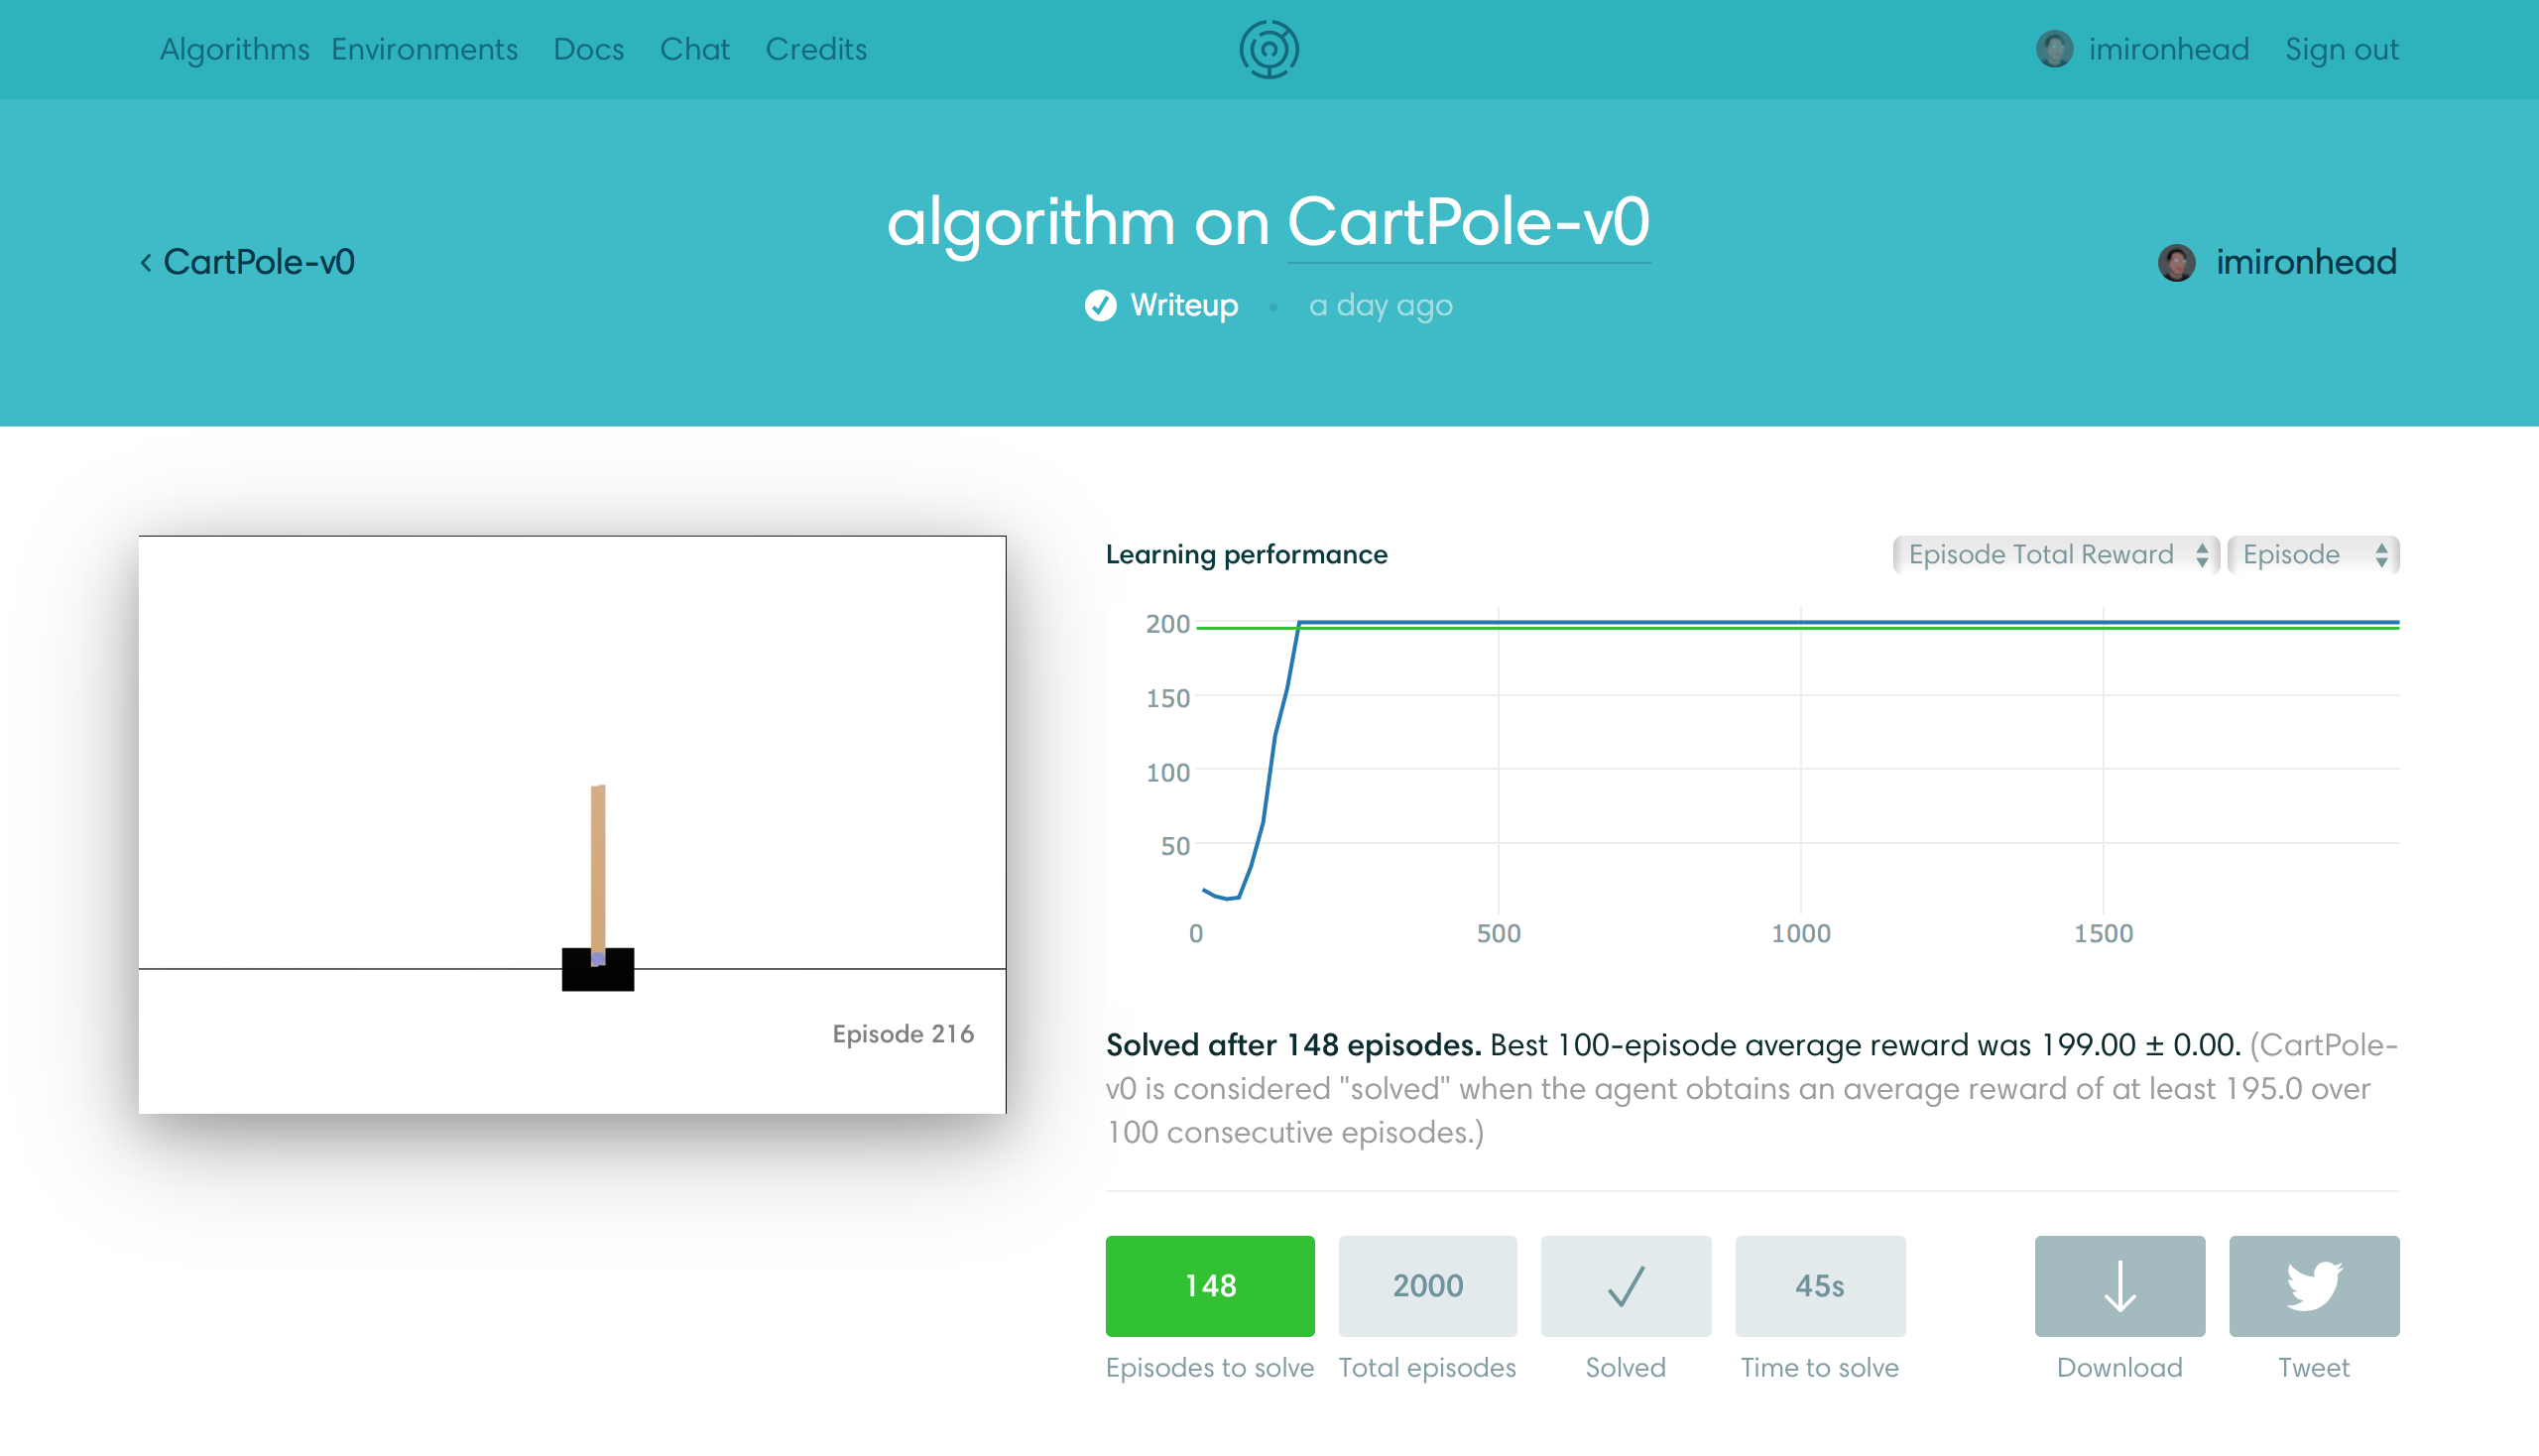 Algorithms Environments Docs Chat Credits imironhead Sign out
algorithm on CartPole-v0
‹ CartPole-v0
imironhead
Writeup • a day ago
Learning performance
Episode Total Reward Episode
200
150
100
50
0 500 1000 1500
Episode 216
Solved after 148 episodes. Best 100-episode average reward was 199.00 ± 0.00. (CartPole-
v0 is considered "solved" when the agent obtains an average reward of at least 195.0 over
100 consecutive episodes.)
148 2000 45s
Episodes to solve Total episodes Solved Time to solve Download Tweet